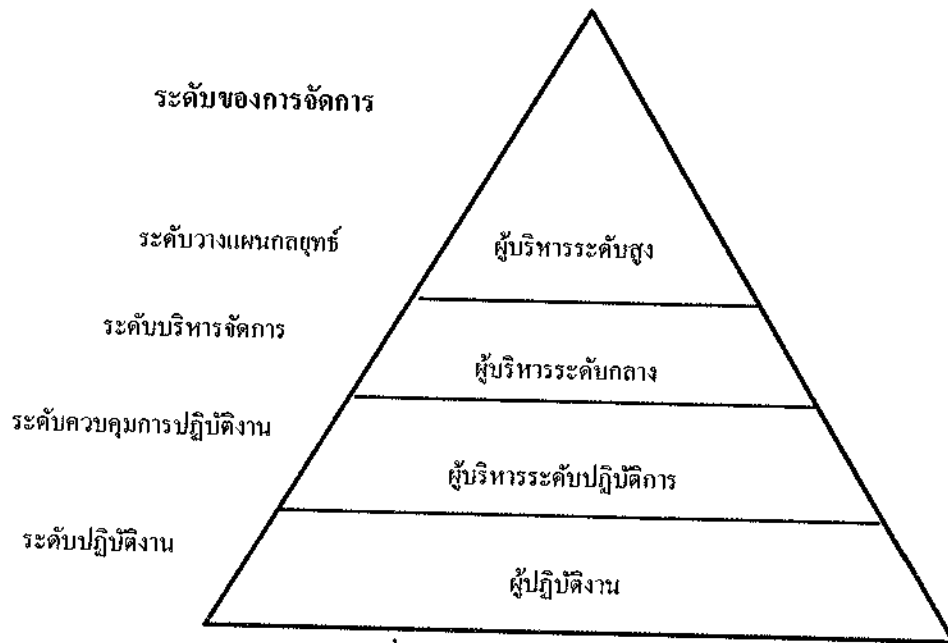 ระดับของการจัดการ
ระดับวางแผนกลยุทธ์
ผู้บริหารระดับสูง
ระดับบริหารจัดการ
ผู้บริหารระดับกลาง
ระดับควบคุมการปฏิบัติงาน
ผู้บริหารระดับปฏิบัติการ
ระดับปฏิบัติงาน
ผู้ปฏิบัติงาน